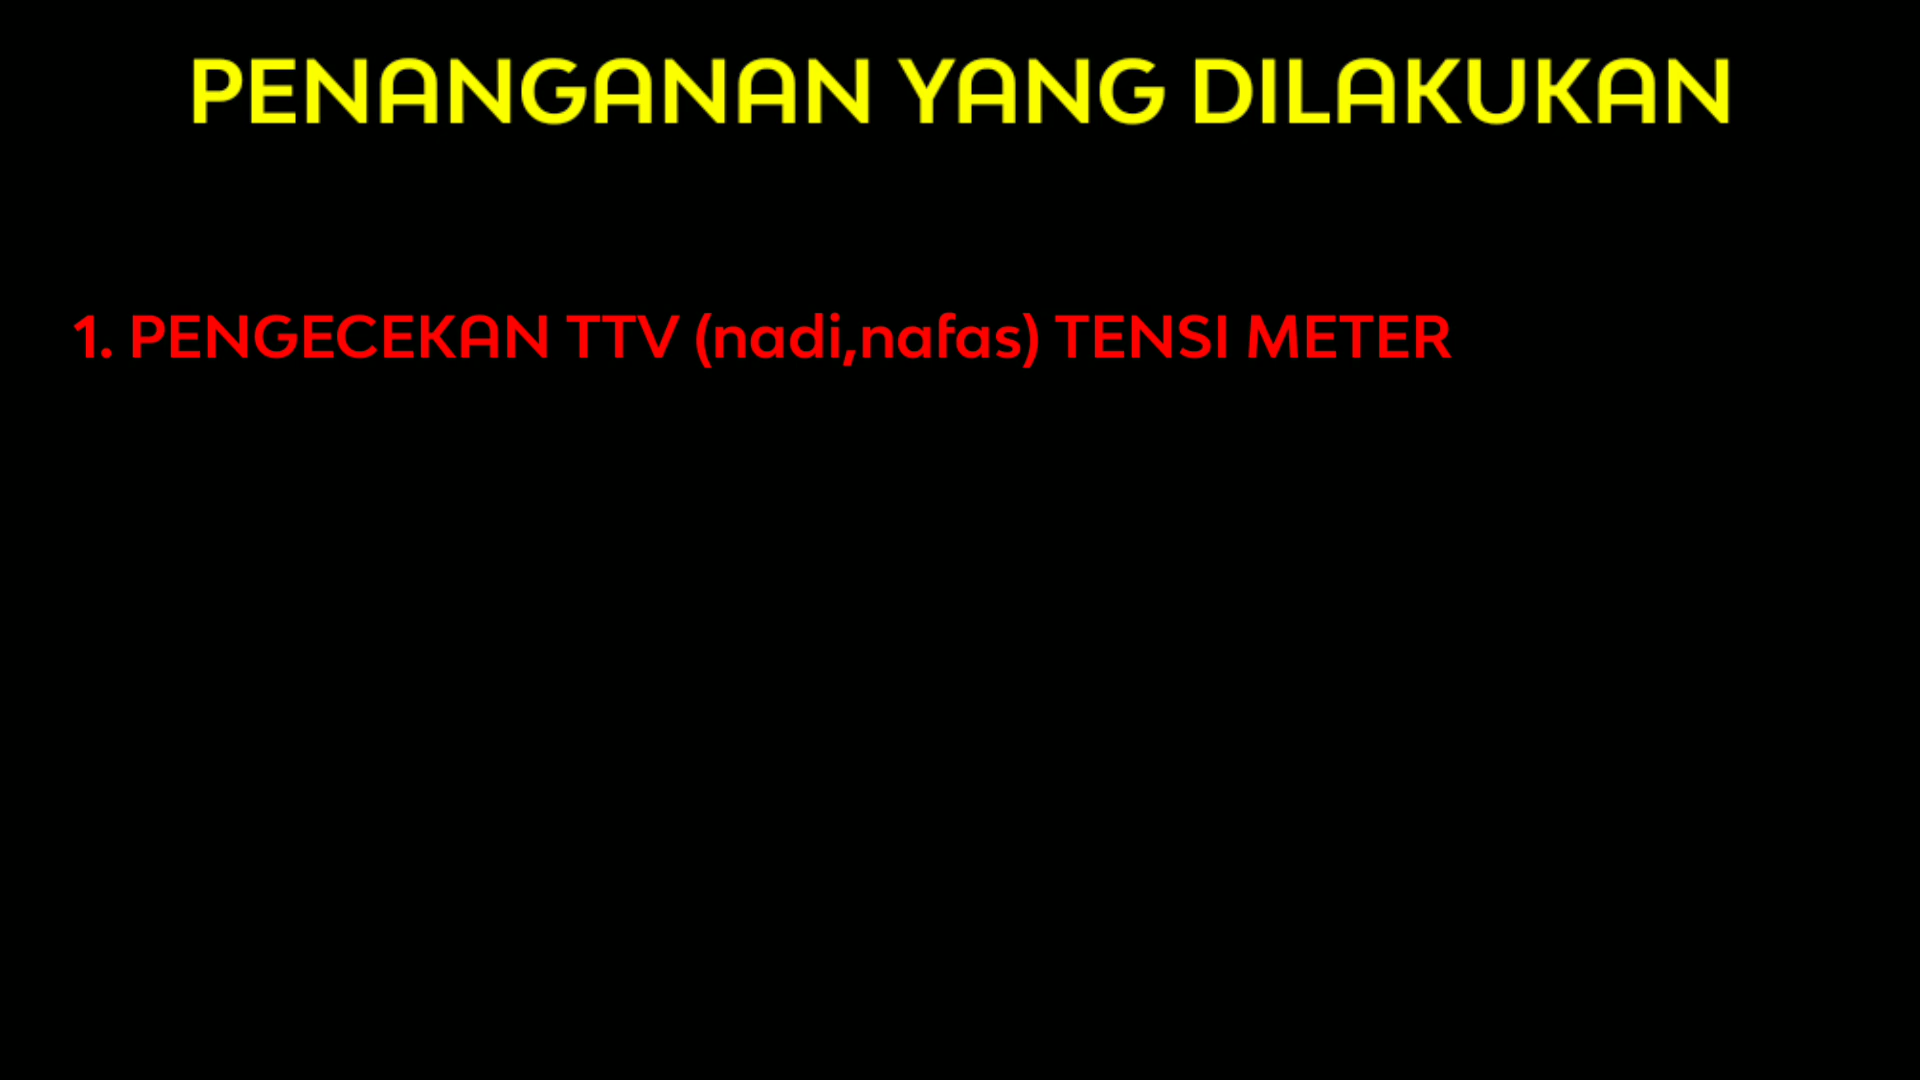 PENANGANAN YANG DILAKUKAN
1. PENGECEKAN TTV (nadi,nafas) TENSI METER